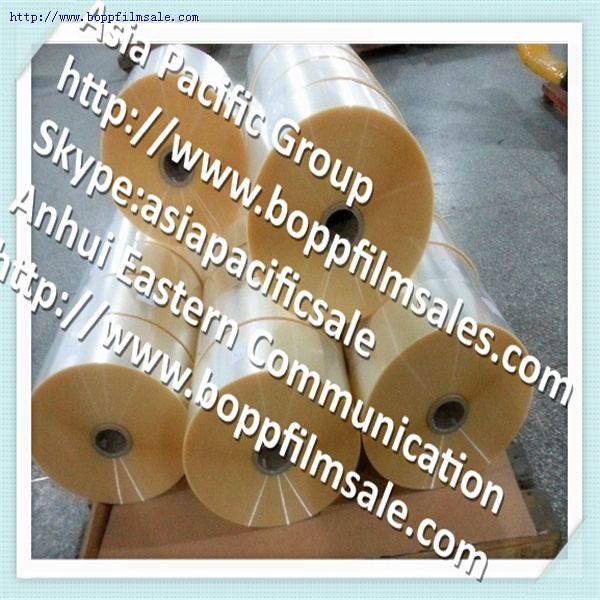 http://www.boppfilmsale.com
Asia Pacific Group
http://www.boppfilmsales.com
Skype:asiapacificsale
Anhui Eastern Communication
http://www.boppfilmsale.com